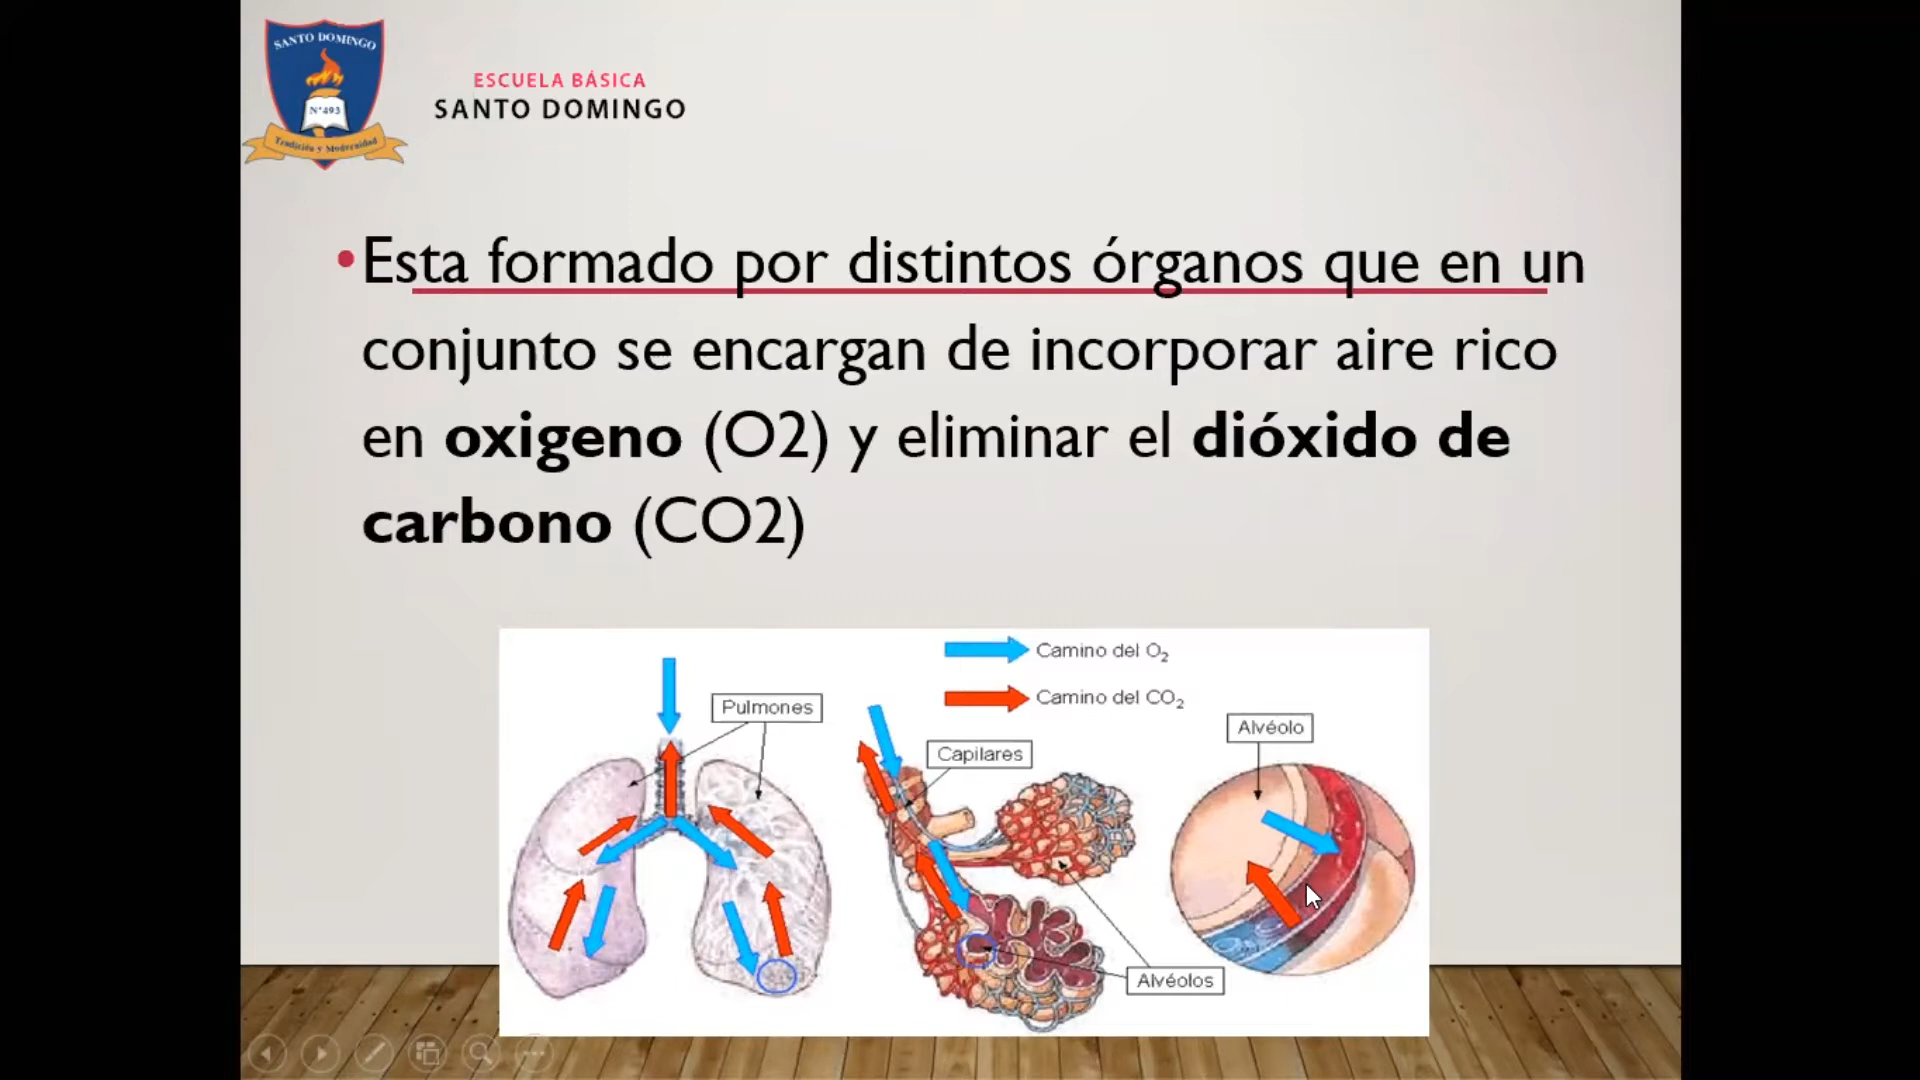 SANTO DOMINGO
N°493
Tradición y Modernidad
ESCUELA BÁSICA
SANTO DOMINGO
•Esta formado por distintos órganos que en un
conjunto se encargan de incorporar aire rico
en oxigeno (O2) y eliminar el dióxido de
carbono (CO2)
Camino del O₂
Camino del CO₂
Pulmones
Capilares
Alvéolo
Alvéolos